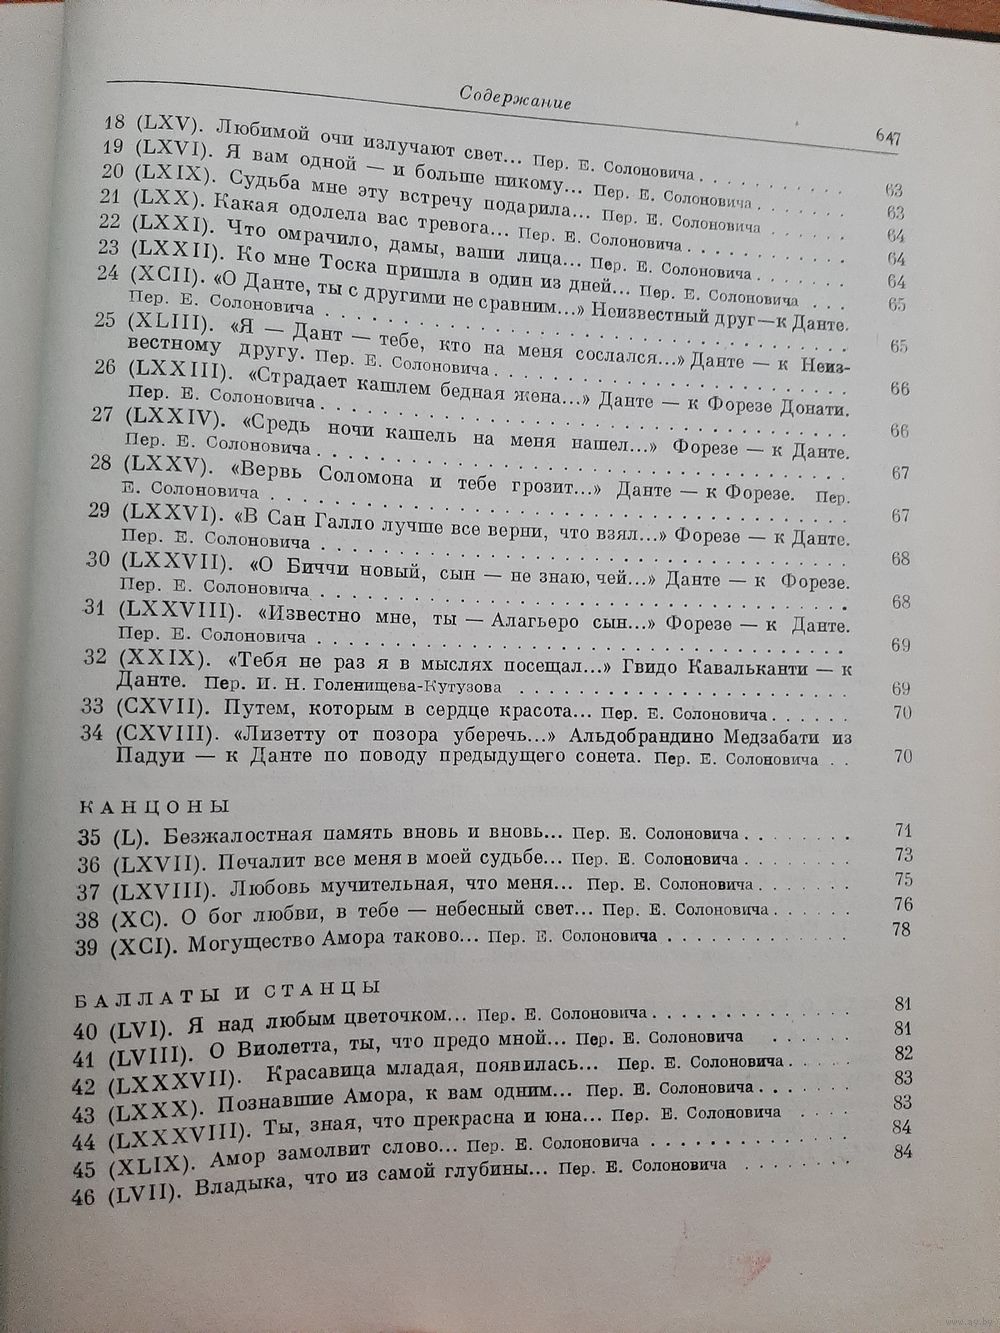 Содержание
647
18 (LXV). Любимой очи излучают свет... Пер. Е. Солоновича . . . . . . . . . . 63
19 (LXVI). Я вам одной — и больше никому... Пер. Е. Солоновича . . . . . . . 63
20 (LXIX). Судьба мне эту встречу подарила... Пер. Е. Солоновича . . . . . . 64
21 (LXX). Какая одолела вас тревога... Пер. Е. Солоновича . . . . . . . . . . 64
22 (LXXI). Что омрачило, дамы, ваши лица... Пер. Е. Солоновича . . . . . . . 64
23 (LXXII). Ко мне Тоска пришла в один из дней... Пер. Е. Солоновича . . . 65
24 (XCII). «О Данте, ты с другими не сравним...» Неизвестный друг—к Данте.
Пер. Е. Солоновича . . . . . . . . . . . . . . . . . . . . . . . . . . . . 65
25 (XLIII). «Я — Дант — тебе, кто на меня сослался...» Данте — к Неиз-
вестному другу. Пер. Е. Солоновича . . . . . . . . . . . . . . . . . . . . 66
26 (LXXIII). «Страдает кашлем бедная жена...» Данте — к Форезе Донати.
Пер. Е. Солоновича . . . . . . . . . . . . . . . . . . . . . . . . . . . . 66
27 (LXXIV). «Средь ночи кашель на меня нашел...» Форезе — к Данте.
Пер. Е. Солоновича . . . . . . . . . . . . . . . . . . . . . . . . . . . . 67
28 (LXXV). «Вервь Соломона и тебе грозит...» Данте — к Форезе. Пер.
Е. Солоновича . . . . . . . . . . . . . . . . . . . . . . . . . . . . . . 67
29 (LXXVI). «В Сан Галло лучше все верни, что взял...» Форезе — к Данте.
Пер. Е. Солоновича . . . . . . . . . . . . . . . . . . . . . . . . . . . . 68
30 (LXXVII). «О Биччи новый, сын — не знаю, чей...» Данте — к Форезе.
Пер. Е. Солоновича . . . . . . . . . . . . . . . . . . . . . . . . . . . . 68
31 (LXXVIII). «Известно мне, ты — Алагьеро сын...» Форезе — к Данте.
Пер. Е. Солоновича . . . . . . . . . . . . . . . . . . . . . . . . . . . . 69
32 (XXIX). «Тебя не раз я в мыслях посещал...» Гвидо Кавальканти — к
Данте. Пер. И. Н. Голенищева-Кутузова . . . . . . . . . . . . . . . . . . 69
33 (CXVII). Путем, которым в сердце красота... Пер. Е. Солоновича . . . . . . 70
34 (CXVIII). «Лизетту от позора уберечь...» Альдобрандино Медзабати из
Падуи — к Данте по поводу предыдущего сонета. Пер. Е. Солоновича . . 70
КАНЦОНЫ
35 (L). Безжалостная память вновь и вновь... Пер. Е. Солоновича . . . . . . . 71
36 (LXVII). Печалит все меня в моей судьбе... Пер. Е. Солоновича . . . . . . . 73
37 (LXVIII). Любовь мучительная, что меня... Пер. Е. Солоновича . . . . . . 75
38 (XC). О бог любви, в тебе — небесный свет... Пер. Е. Солоновича . . . . . 76
39 (XCI). Могущество Амора таково... Пер. Е. Солоновича . . . . . . . . . . . 78
БАЛЛАТЫ И СТАНЦЫ
40 (LVI). Я над любым цветочком... Пер. Е. Солоновича . . . . . . . . . . . . 81
41 (LVIII). О Виолетта, ты, что предо мной... Пер. Е. Солоновича . . . . . . 81
42 (LXXXVII). Красавица младая, появилась... Пер. Е. Солоновича . . . . . 82
43 (LXXX). Познавшие Амора, к вам одним... Пер. Е. Солоновича . . . . . . 83
44 (LXXXVIII). Ты, зная, что прекрасна и юна... Пер. Е. Солоновича . . . . 83
45 (XLIX). Амор замолвит слово... Пер. Е. Солоновича . . . . . . . . . . . . 84
46 (LVII). Владыка, что из самой глубины... Пер. Е. Солоновича . . . . . . . 84
www.ay.by